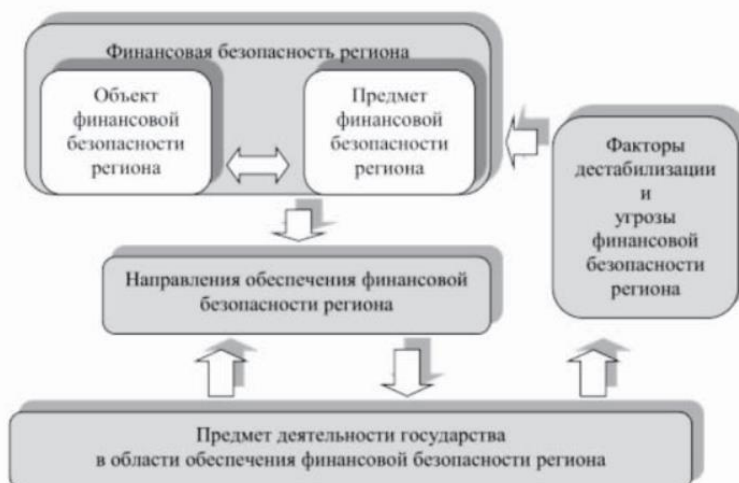 Финансовая безопасность региона
Объект
финансовой
безопасности
региона
Предмет
финансовой
безопасности
региона
Факторы
дестабилизации
и
угрозы
финансовой
безопасности
региона
Направления обеспечения финансовой
безопасности региона
Предмет деятельности государства
в области обеспечения финансовой безопасности региона